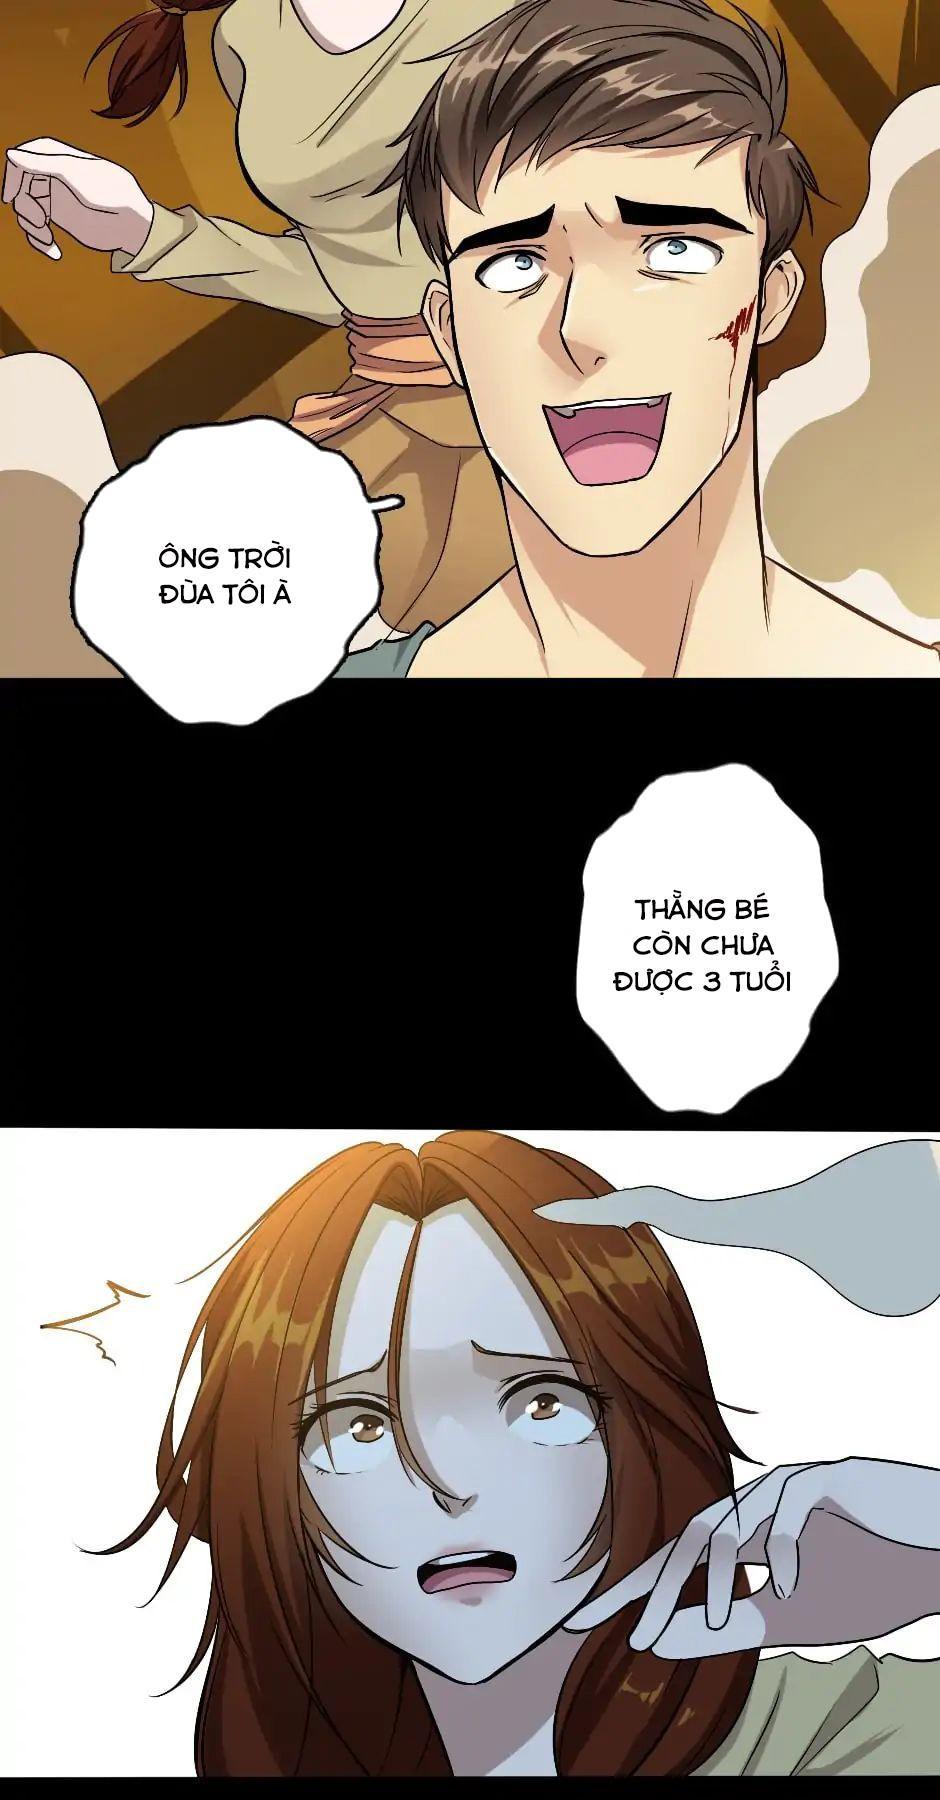 ÔNG TRỜI
ĐÙA TÔI À
THẰNG BÉ
CÒN CHƯA
ĐƯỢC 3 TUỔI